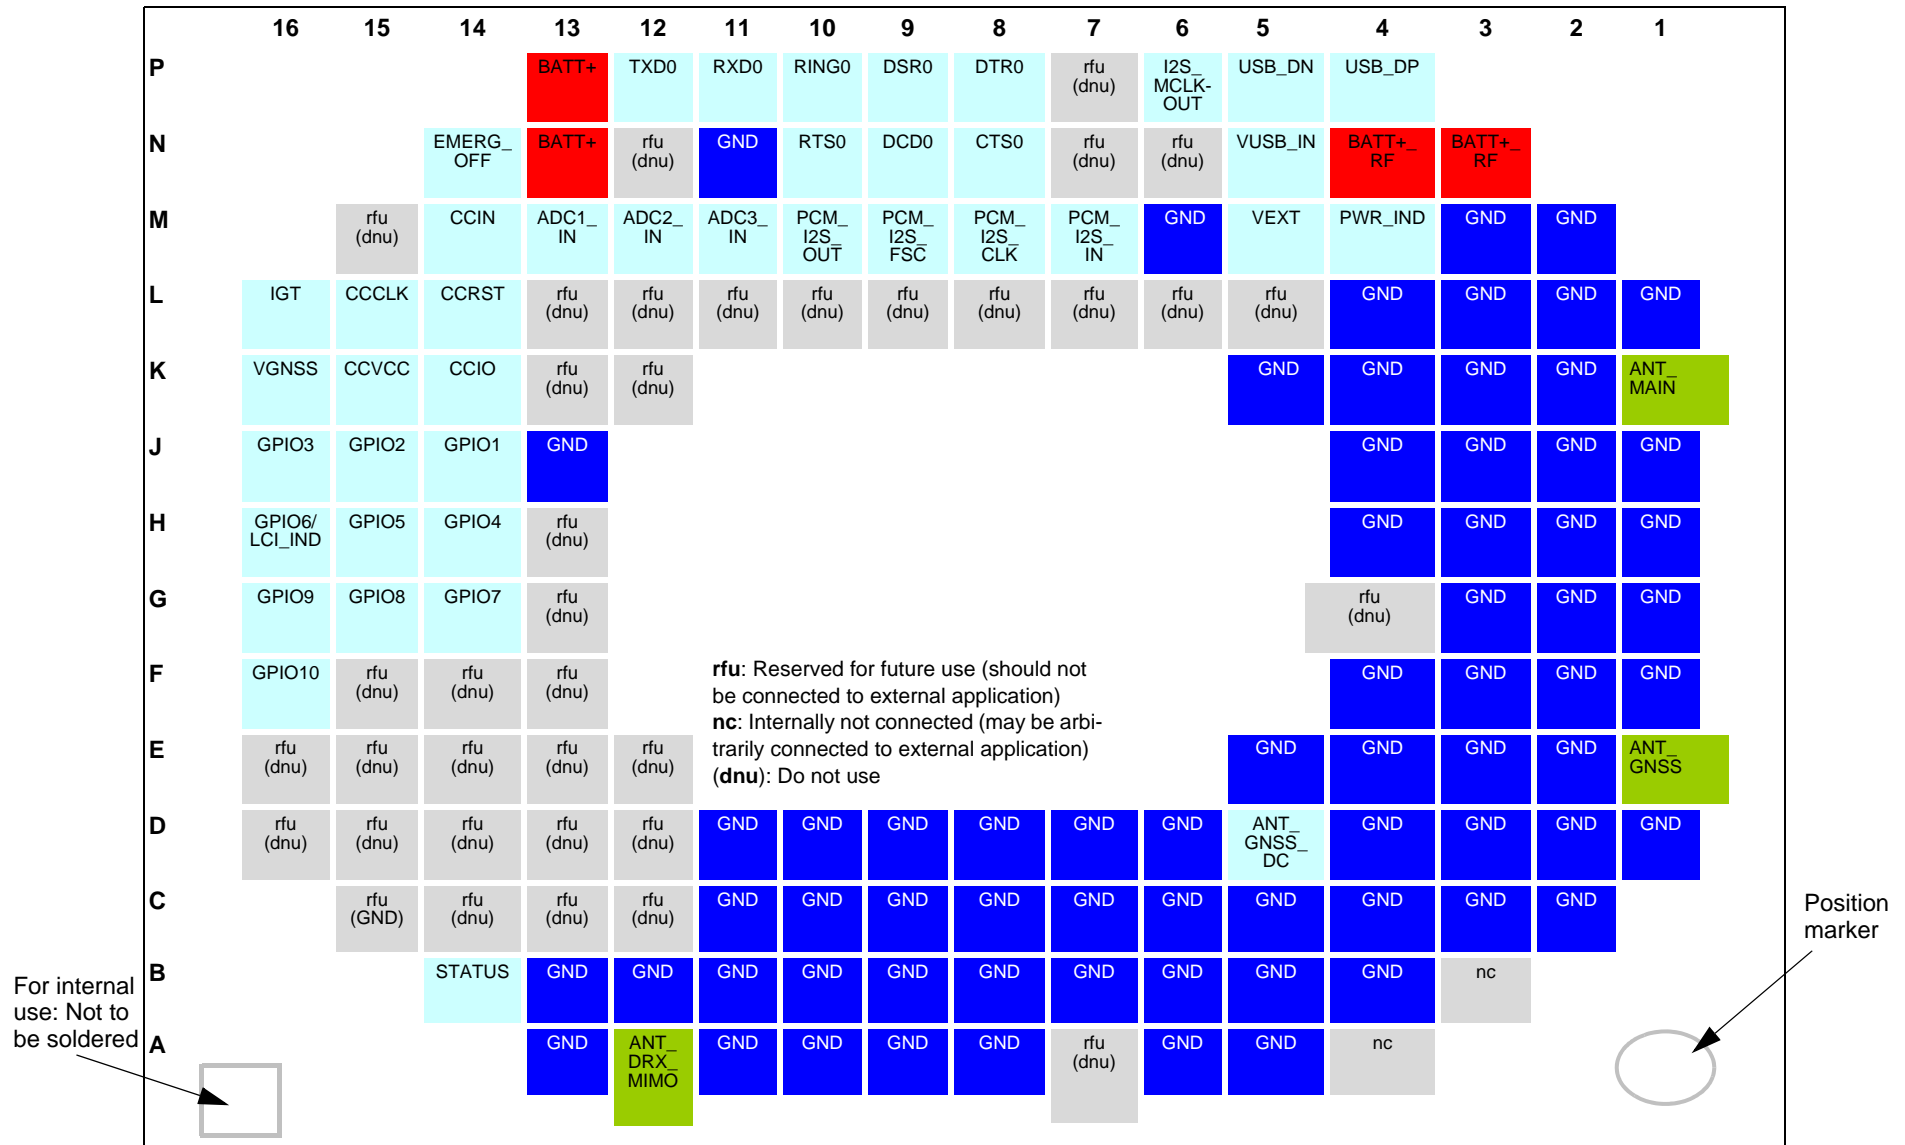 16 15 14 13 12 11 10 9 8 7 6 5 4 3 2 1
P BATT+ TXD0 RXD0 RING0 DSR0 DTR0 rfu (dnu) I2S_ MCLK- OUT USB_DN USB_DP
N EMERG_ OFF BATT+ rfu (dnu) GND RTS0 DCD0 CTS0 rfu (dnu) rfu (dnu) VUSB_IN BATT+_ RF BATT+_ RF
M rfu (dnu) CCIN ADC1_ IN ADC2_ IN ADC3_ IN PCM_ I2S_ OUT PCM_ I2S_ FSC PCM_ I2S_ CLK PCM_ I2S_ IN GND VEXT PWR_IND GND GND
L IGT CCCLK CCRST rfu (dnu) rfu (dnu) rfu (dnu) rfu (dnu) rfu (dnu) rfu (dnu) rfu (dnu) rfu (dnu) rfu (dnu) GND GND GND GND
K VGNSS CCVCC CCIO rfu (dnu) rfu (dnu) GND GND GND GND ANT_ MAIN
J GPIO3 GPIO2 GPIO1 GND GND GND GND GND
H GPIO6/ LCI_IND GPIO5 GPIO4 rfu (dnu) GND GND GND GND
G GPIO9 GPIO8 GPIO7 rfu (dnu) rfu (dnu) GND GND GND
F GPIO10 rfu (dnu) rfu (dnu) rfu (dnu) GND GND GND GND
rfu: Reserved for future use (should not
be connected to external application)
nc: Internally not connected (may be arbi-
trarily connected to external application)
(dnu): Do not use
E rfu (dnu) rfu (dnu) rfu (dnu) rfu (dnu) rfu (dnu) GND GND GND GND ANT_ GNSS
D rfu (dnu) rfu (dnu) rfu (dnu) rfu (dnu) rfu (dnu) GND GND GND GND GND GND ANT_ GNSS_ DC GND GND GND GND
C rfu (GND) rfu (dnu) rfu (dnu) rfu (dnu) GND GND GND GND GND GND GND GND GND GND
Position
marker
B STATUS GND GND GND GND GND GND GND GND GND GND nc
For internal
use: Not to
be soldered
A GND ANT_ DRX_ MIMO GND GND GND GND rfu (dnu) GND GND nc